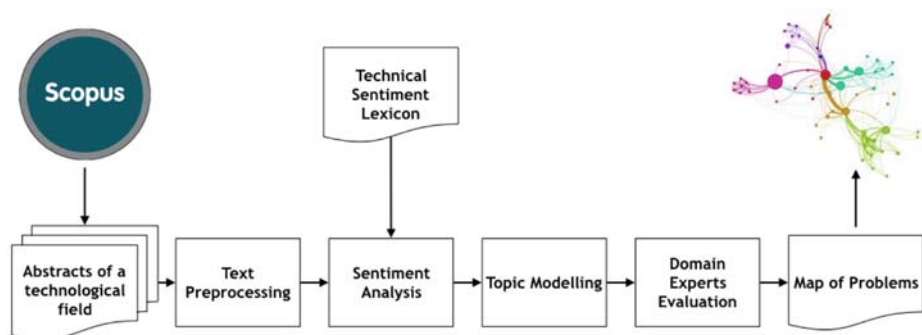 Scopus
Technical
Sentiment
Lexicon
Abstracts of a
technological
field
Text
Preprocessing
Sentiment
Analysis
Topic Modelling
Domain
Experts
Evaluation
Map of Problems